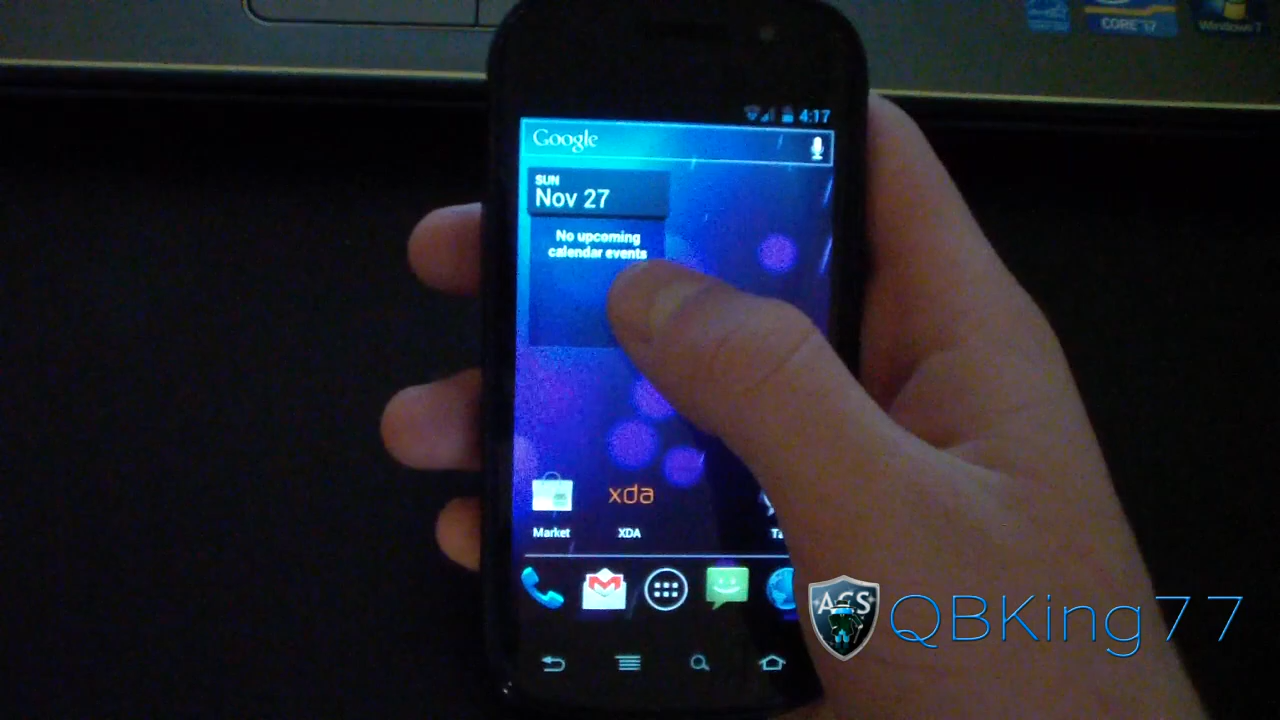 CORE i7
Windows 7
4:17
Google
SUN
Nov 27
No upcoming
calendar events
xda
Market
XDA
ACS
QBKing77